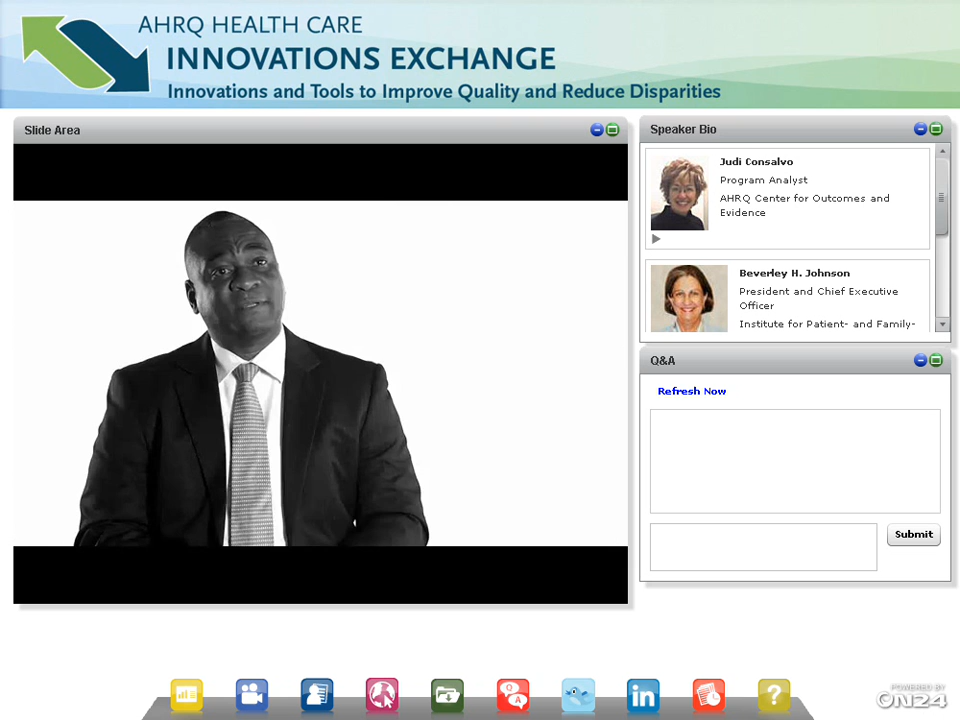 AHRQ HEALTH CARE
INNOVATIONS EXCHANGE
Innovations and Tools to Improve Quality and Reduce Disparities
Slide Area
Speaker Bio
Judi Consalvo
Program Analyst
AHRQ Center for Outcomes and
Evidence
Beverley H. Johnson
President and Chief Executive
Officer
Institute for Patient- and Family-
Q&A
Refresh Now
Submit
Q
A
in
?
POWERED BY
ON24